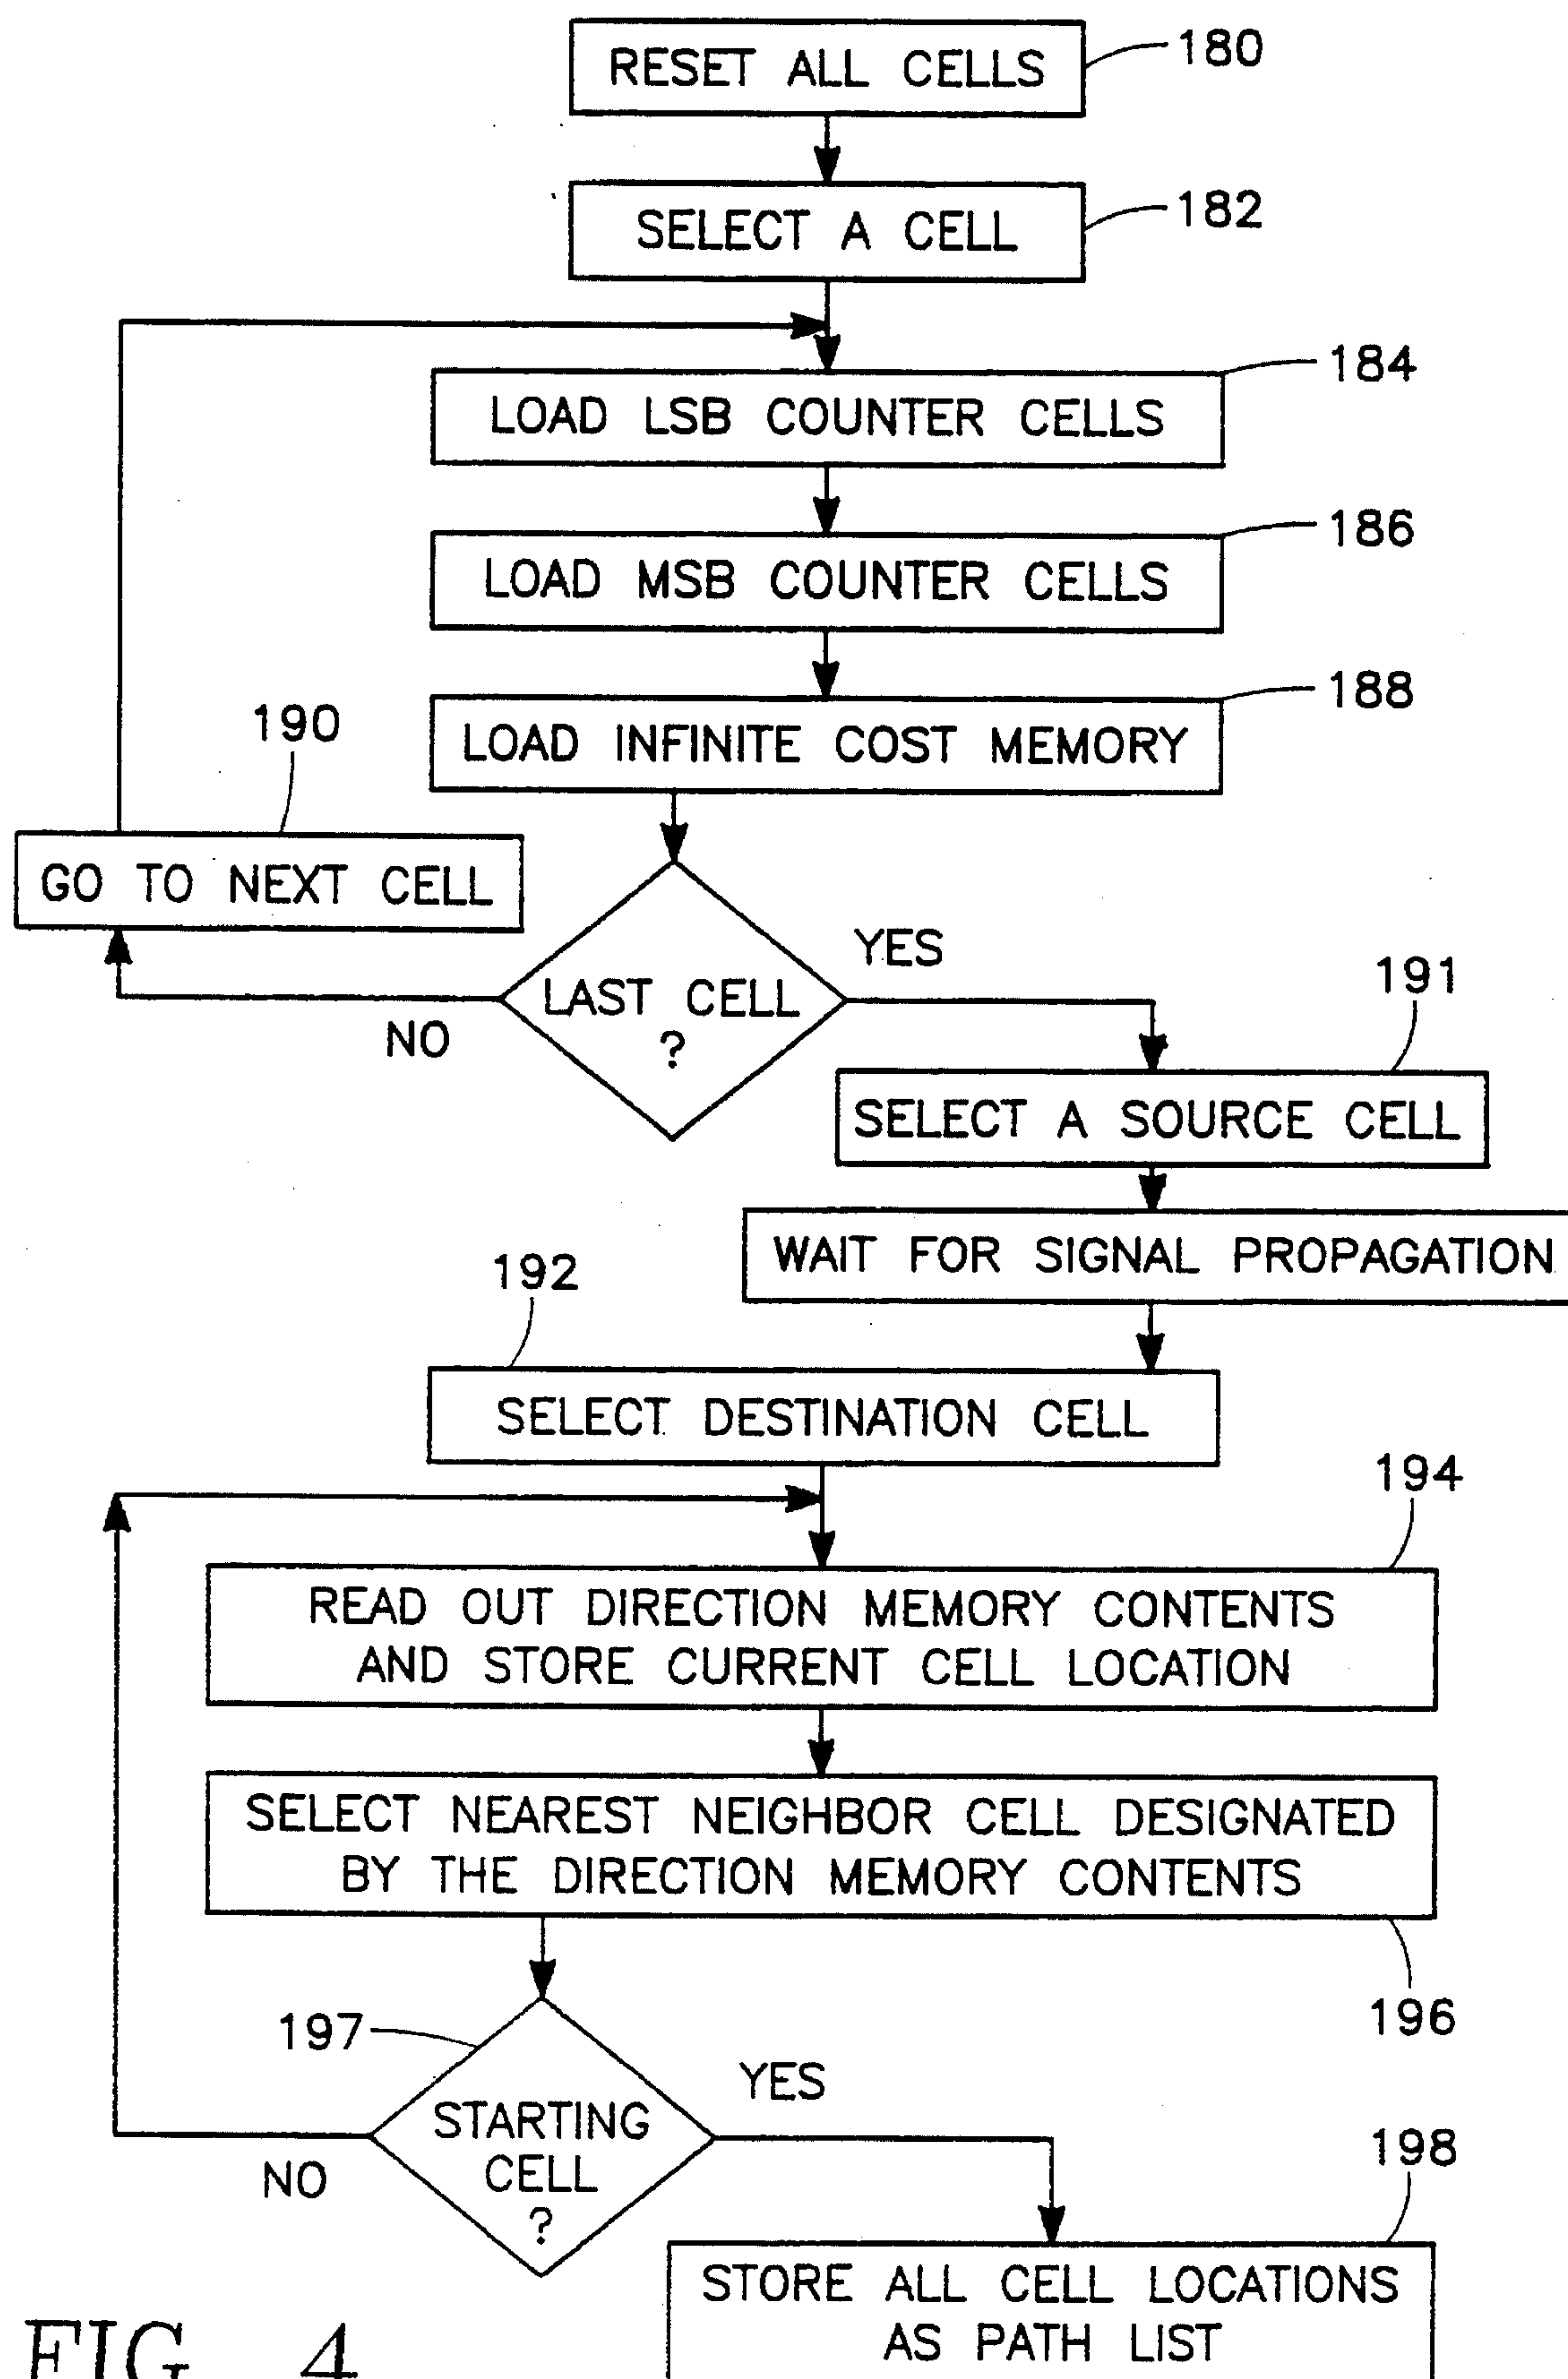 RESET ALL CELLS
180
SELECT A CELL
182
184
LOAD LSB COUNTER CELLS
186
LOAD MSB COUNTER CELLS
188
LOAD INFINITE COST MEMORY
190
GO TO NEXT CELL
YES
LAST CELL
?
NO
191
SELECT A SOURCE CELL
WAIT FOR SIGNAL PROPAGATION
192
SELECT DESTINATION CELL
194
READ OUT DIRECTION MEMORY CONTENTS
AND STORE CURRENT CELL LOCATION
SELECT NEAREST NEIGHBOR CELL DESIGNATED
BY THE DIRECTION MEMORY CONTENTS
196
197
YES
STARTING
CELL
?
NO
198
STORE ALL CELL LOCATIONS
AS PATH LIST
FIG. 4